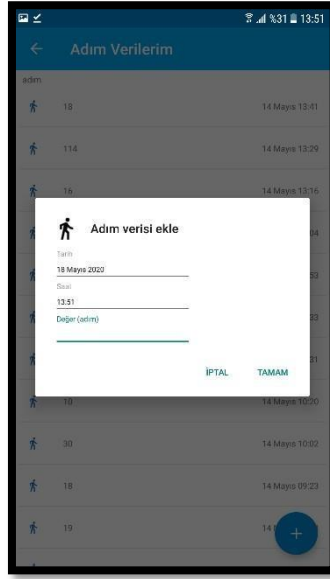 %31 13:51
Adım Verilerim
adım
18 14 Mayıs 13:41
114 14 Mayıs 13:29
16 14 Mayıs 13:16
Adım verisi ekle
Tarih
18 Mayıs 2020
Saat
13:51
Değer (adım)
İPTAL TAMAM
10 14 Mayıs 10:20
30 14 Mayıs 10:02
18 14 Mayıs 09:23
19
+